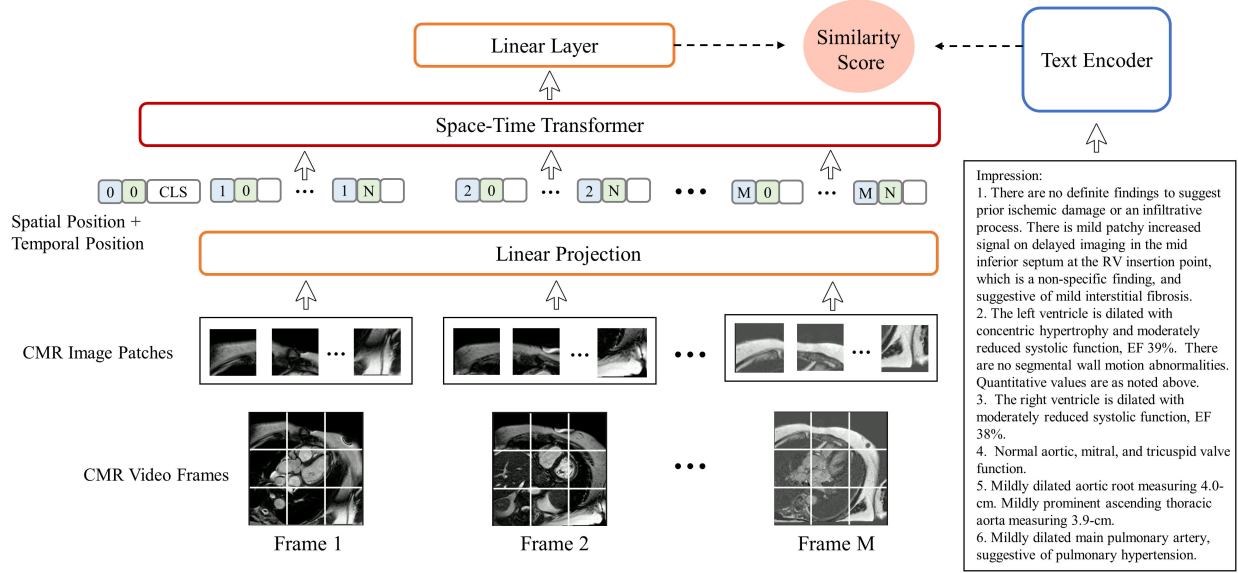 Linear Layer
Similarity
Score
Text Encoder
Space-Time Transformer
0 0 CLS 1 0 ... 1 N 2 0 ... 2 N ... M 0 ... M N
Spatial Position +
Temporal Position
Linear Projection
CMR Image Patches
...
...
...
...
CMR Video Frames
...
Frame 1
Frame 2
Frame M
Impression:
1. There are no definite findings to suggest
prior ischemic damage or an infiltrative
process. There is mild patchy increased
signal on delayed imaging in the mid
inferior septum at the RV insertion point,
which is a non-specific finding, and
suggestive of mild interstitial fibrosis.
2. The left ventricle is dilated with
concentric hypertrophy and moderately
reduced systolic function, EF 39%. There
are no segmental wall motion abnormalities.
Quantitative values are as noted above.
3. The right ventricle is dilated with
moderately reduced systolic function, EF
38%.
4. Normal aortic, mitral, and tricuspid valve
function.
5. Mildly dilated aortic root measuring 4.0-
cm. Mildly prominent ascending thoracic
aorta measuring 3.9-cm.
6. Mildly dilated main pulmonary artery,
suggestive of pulmonary hypertension.